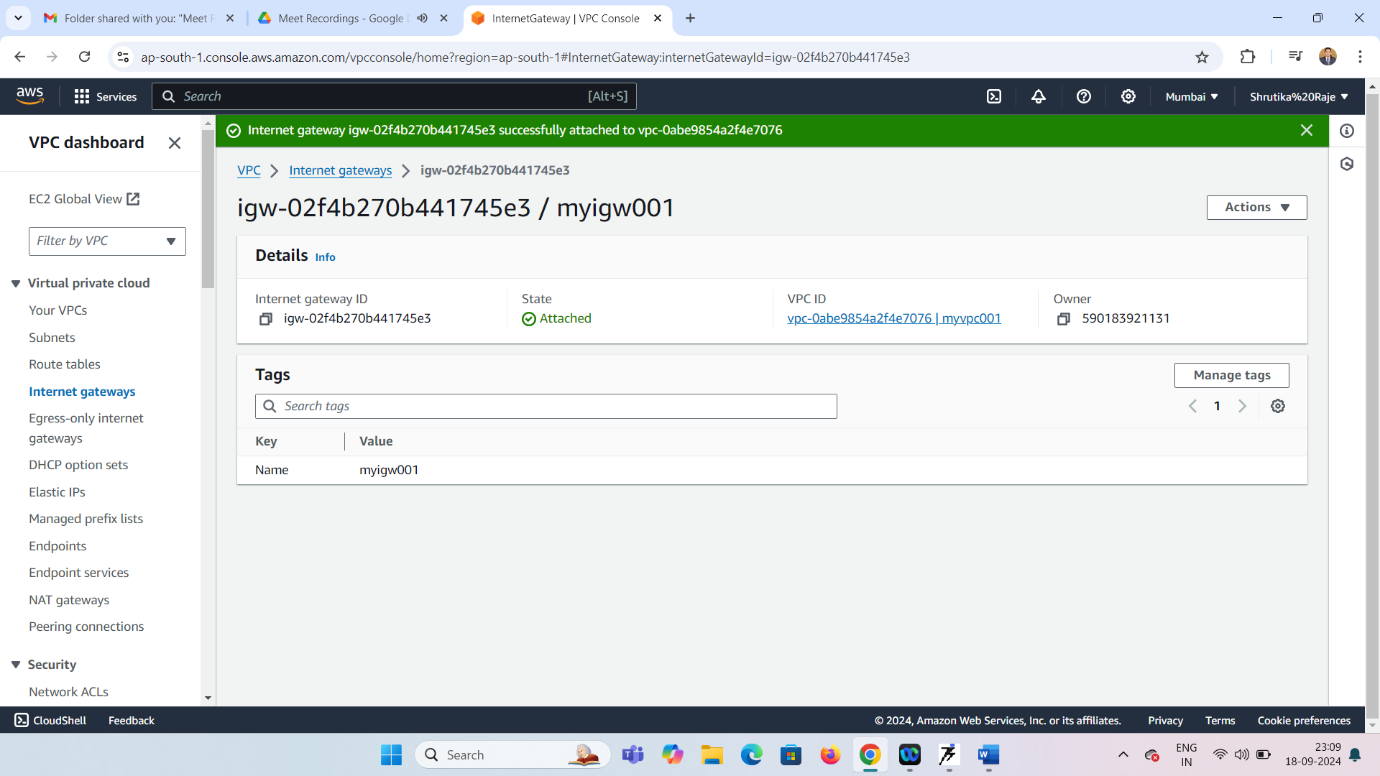 Folder shared with you: "Meet R
Meet Recordings - Google D
InternetGateway | VPC Console
ap-south-1.console.aws.amazon.com/vpcconsole/home?region=ap-south-1#InternetGateway:internetGatewayId=igw-02f4b270b441745e3
aws
Services
Search
[Alt+S]
Mumbai
Shrutika%20Raje
VPC dashboard
EC2 Global View
Filter by VPC
Virtual private cloud
Your VPCs
Subnets
Route tables
Internet gateways
Egress-only internet
gateways
DHCP option sets
Elastic IPs
Managed prefix lists
Endpoints
Endpoint services
NAT gateways
Peering connections
Security
Network ACLs
Internet gateway igw-02f4b270b441745e3 successfully attached to vpc-0abe9854a2f4e7076
VPC > Internet gateways > igw-02f4b270b441745e3
igw-02f4b270b441745e3 / myigw001
Actions
Details Info
Internet gateway ID
igw-02f4b270b441745e3
State
Attached
VPC ID
vpc-0abe9854a2f4e7076 | myvpc001
Owner
590183921131
Tags
Manage tags
Search tags
1
Key Value
Name myigw001
CloudShell Feedback
© 2024, Amazon Web Services, Inc. or its affiliates. Privacy Terms Cookie preferences
Search
ENG
IN
23:09
18-09-2024